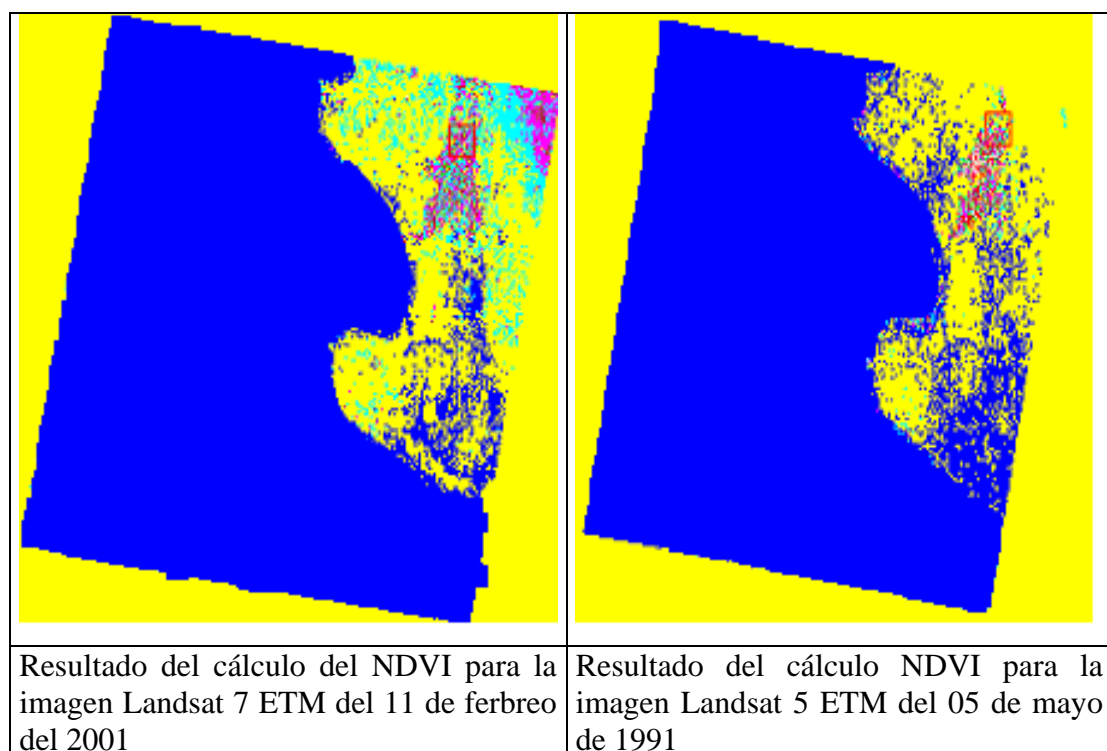 Resultado del cálculo del NDVI para la
imagen Landsat 7 ETM del 11 de ferbreo
del 2001
Resultado del cálculo NDVI para la
imagen Landsat 5 ETM del 05 de mayo
de 1991